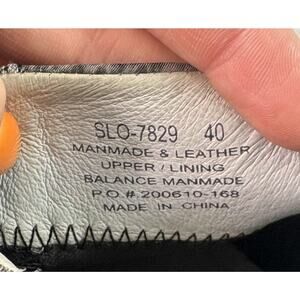 SLO-7829 40
MANMADE & LEATHER
UPPER / LINING
BALANCE MANMADE
P.O.# 200610-168
MADE IN CHINA